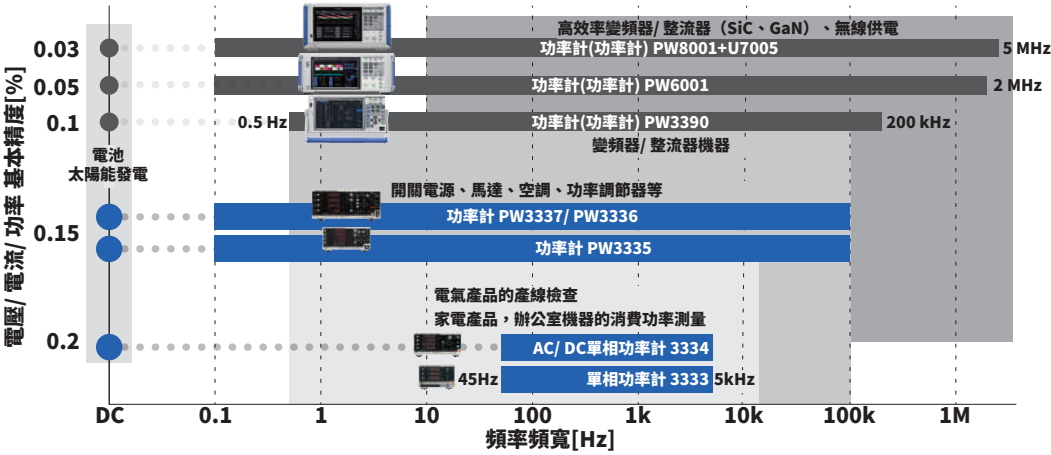 高效率變頻器/ 整流器（SiC、GaN）、無線供電
0.03
功率計(功率計) PW8001+U7005
5 MHz
0.05
功率計(功率計) PW6001
2 MHz
0.1
0.5 Hz
功率計(功率計) PW3390
200 kHz
變頻器/ 整流器機器
電池
太陽能發電
開關電源、馬達、空調、功率調節器等
功率計 PW3337/ PW3336
0.15
功率計 PW3335
電氣產品的產線檢查
家電產品，辦公室機器的消費功率測量
0.2
AC/ DC單相功率計 3334
45Hz
單相功率計 3333
5kHz
電壓/ 電流/ 功率 基本精度[%]
DC
0.1
1
10
100
1k
10k
100k
1M
頻率頻寬[Hz]